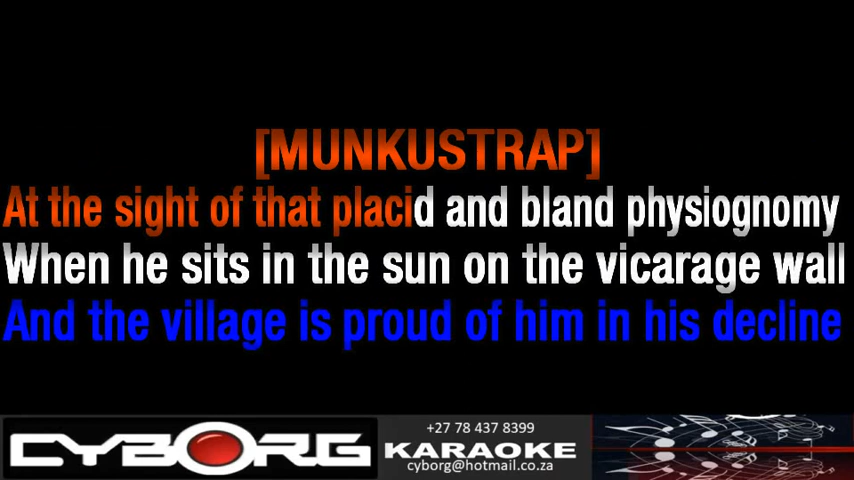 [MUNKUSTRAP]
At the sight of that placid and bland physiognomy
When he sits in the sun on the vicarage wall
And the village is proud of him in his decline
CYBORG
+27 78 437 8399
KARAOKE
cyborg@hotmail.co.za